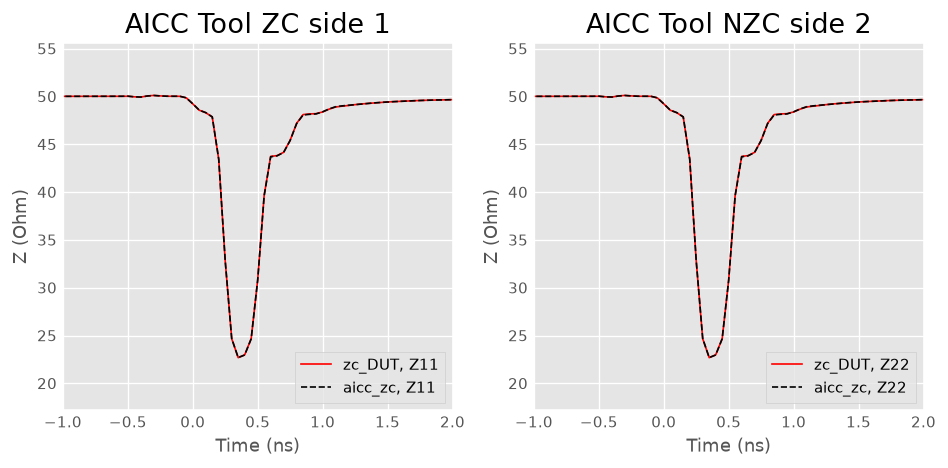 AICC Tool ZC side 1
55
50
45
40
35
30
25
20
Z (Ohm)
−1.0 −0.5 0.0 0.5 1.0 1.5 2.0
Time (ns)
zc_DUT, Z11
aicc_zc, Z11
AICC Tool NZC side 2
55
50
45
40
35
30
25
20
Z (Ohm)
−1.0 −0.5 0.0 0.5 1.0 1.5 2.0
Time (ns)
zc_DUT, Z22
aicc_zc, Z22